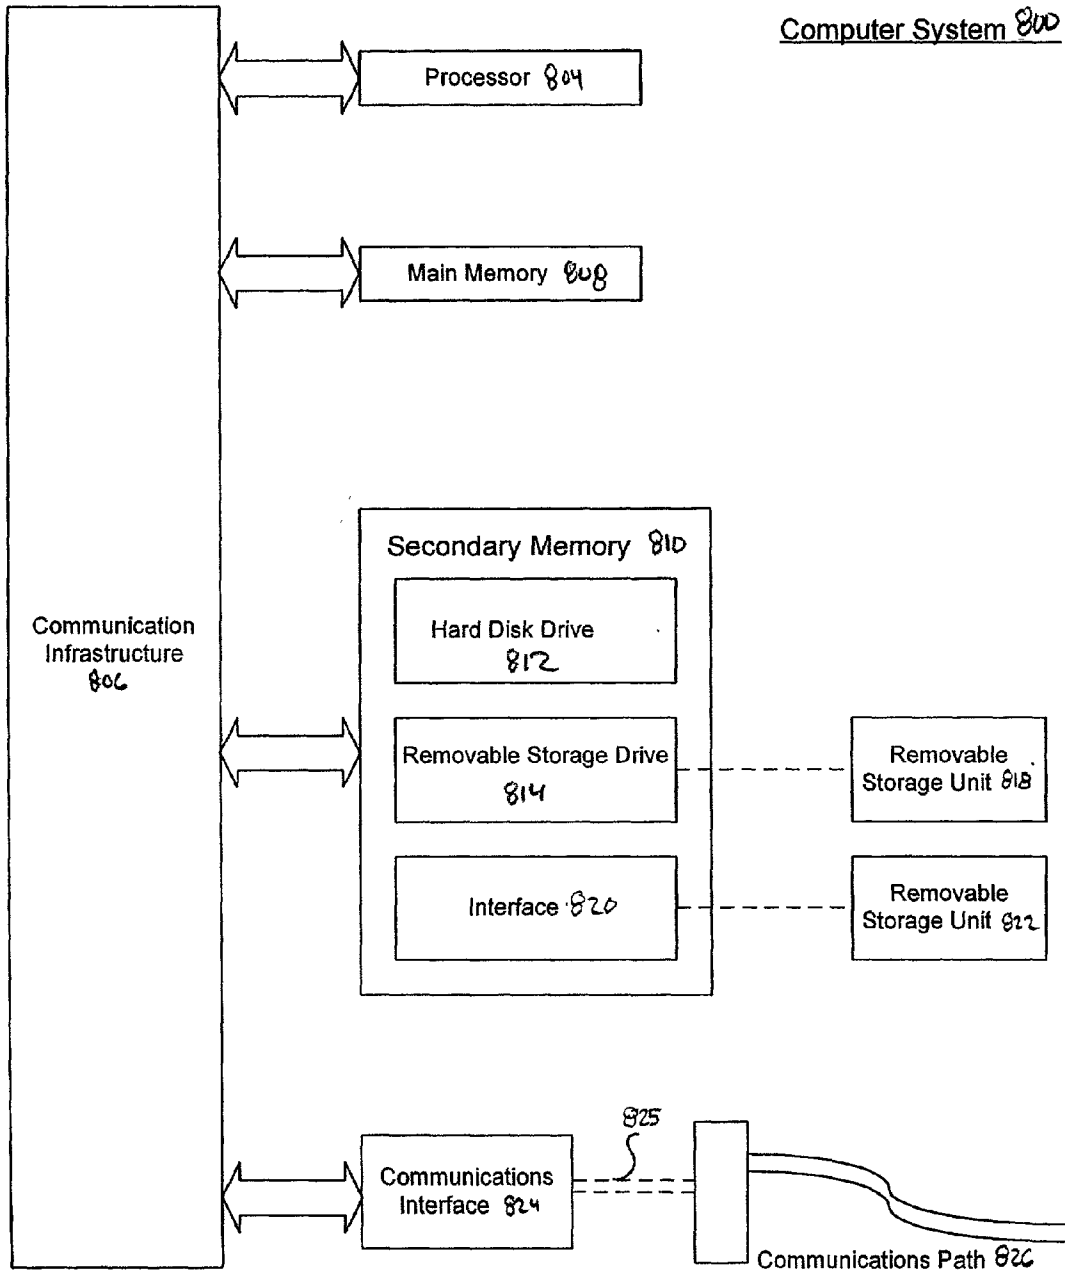 Computer System 800
Processor 804
Main Memory 808
Secondary Memory 810
Hard Disk Drive
812
Communication
Infrastructure
806
Removable Storage Drive
814
Removable
Storage Unit 818
Interface 820
Removable
Storage Unit 822
825
Communications
Interface 824
Communications Path 826